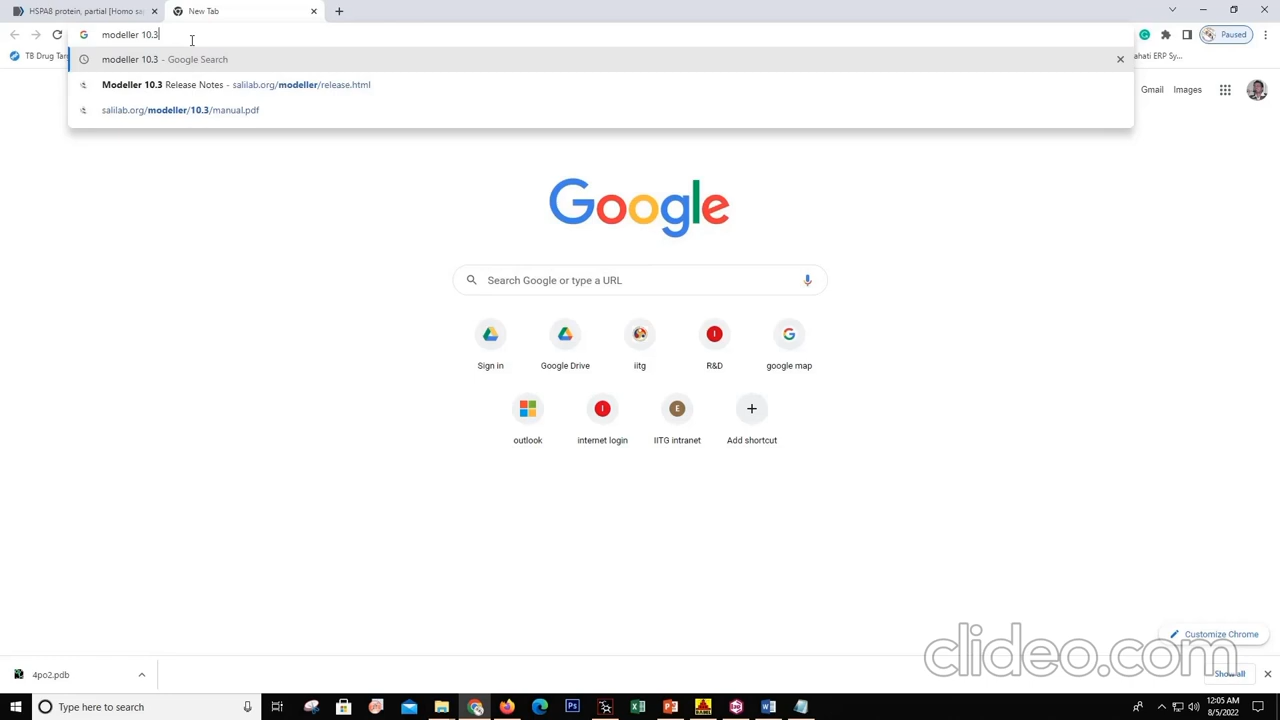 HSPA8 protein, partial [Homo sap
New Tab
modeller 10.3
Paused
TB Drug Targ
ahati ERP Sy...
modeller 10.3 - Google Search
Modeller 10.3 Release Notes - salilab.org/modeller/release.html
salilab.org/modeller/10.3/manual.pdf
Gmail Images
Google
Search Google or type a URL
Sign in
Google Drive
iitg
R&D
google map
outlook
internet login
IITG intranet
Add shortcut
Customize Chrome
clideo.com
4po2.pdb
Show all
Type here to search
12:05 AM
8/5/2022